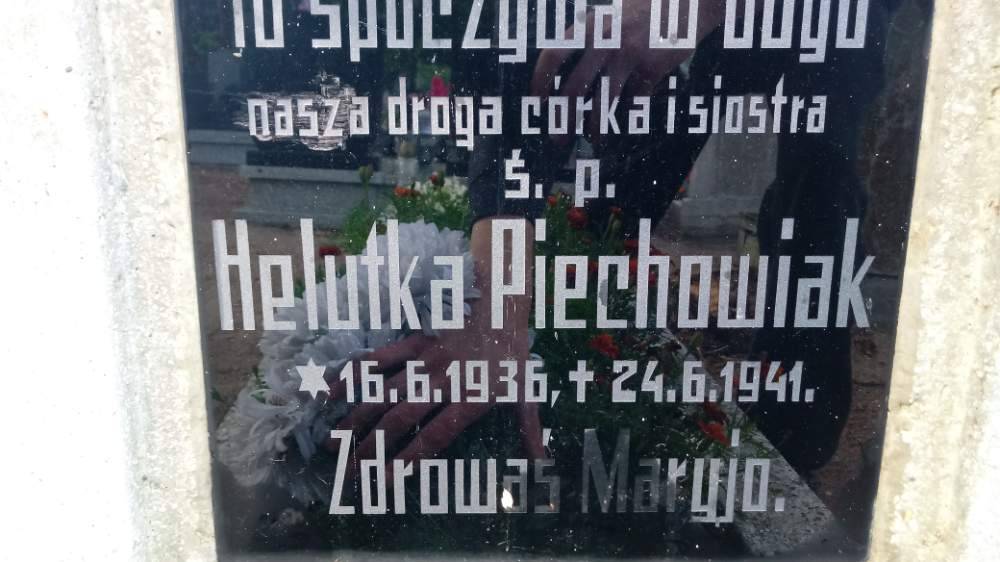 Tu spoczywa w Bogu
nasza droga córka i siostra
ś. p.
Helutka Piechowiak
* 16.6.1936, † 24.6.1941.
Zdrowaś Maryjo.